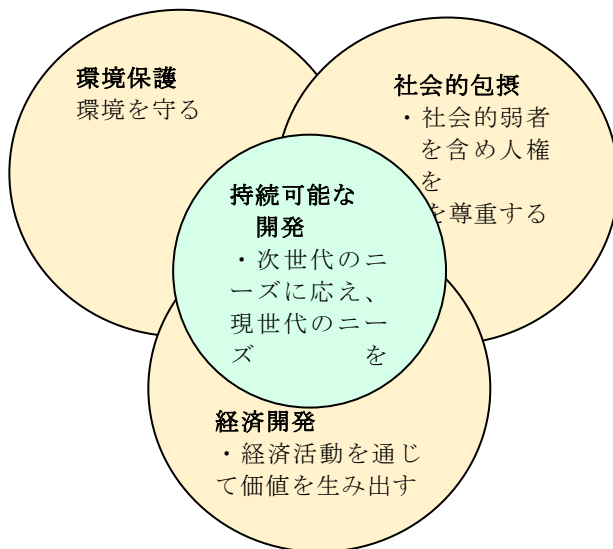 環境保護
環境を守る
社会的包摂
・社会的弱者
を含め人権
を
を尊重する
持続可能な
開発
・次世代のニ
ーズに応え、
現世代のニー
ズを
経済開発
・経済活動を通じ
て価値を生み出す